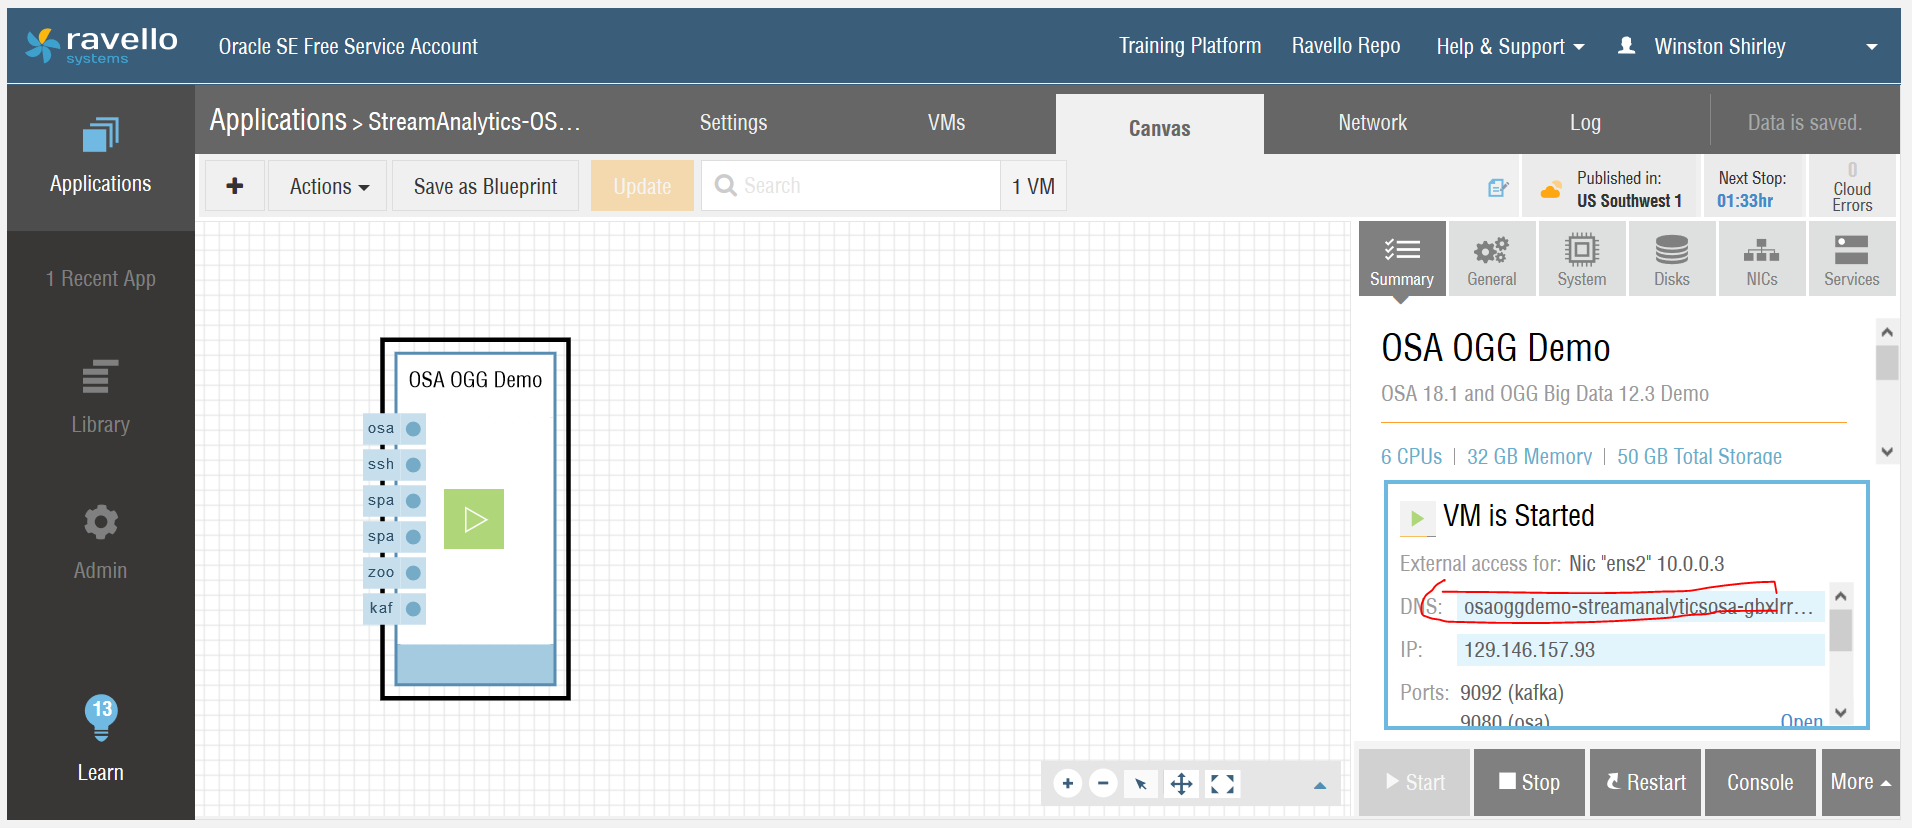 ravello
systems
Oracle SE Free Service Account
Training Platform
Ravello Repo
Help & Support
Winston Shirley
Applications > StreamAnalytics-OS...
Settings
VMs
Canvas
Network
Log
Data is saved.
Applications
Actions
Save as Blueprint
Update
Search
1 VM
Published in:
US Southwest 1
Next Stop:
01:33hr
0
Cloud
Errors
1 Recent App
Library
Admin
13
Learn
OSA OGG Demo
osa
ssh
spa
spa
zoo
kaf
Summary
General
System
Disks
NICs
Services
OSA OGG Demo
OSA 18.1 and OGG Big Data 12.3 Demo
6 CPUs | 32 GB Memory | 50 GB Total Storage
VM is Started
External access for: Nic "ens2" 10.0.0.3
DNS: osaoggdemo-streamanalyticsosa-gbxlrr...
IP: 129.146.157.93
Ports: 9092 (kafka)
9080 (osa) Open
Start
Stop
Restart
Console
More